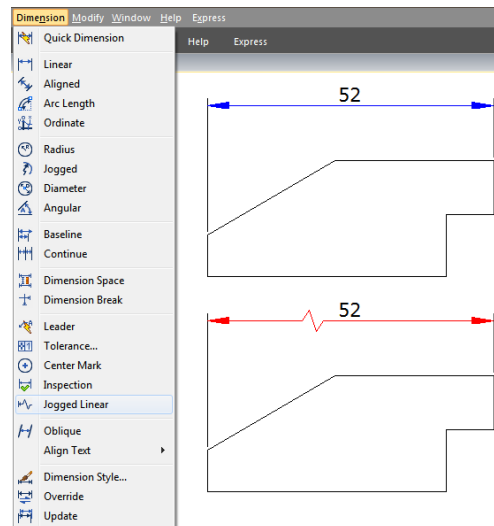 Dimension Modify Window Help Express
Help Express
Quick Dimension
Linear
Aligned
Arc Length
Ordinate
Radius
Jogged
Diameter
Angular
Baseline
Continue
Dimension Space
Dimension Break
Leader
Tolerance...
Center Mark
Inspection
Jogged Linear
Oblique
Align Text
Dimension Style...
Override
Update
52
52